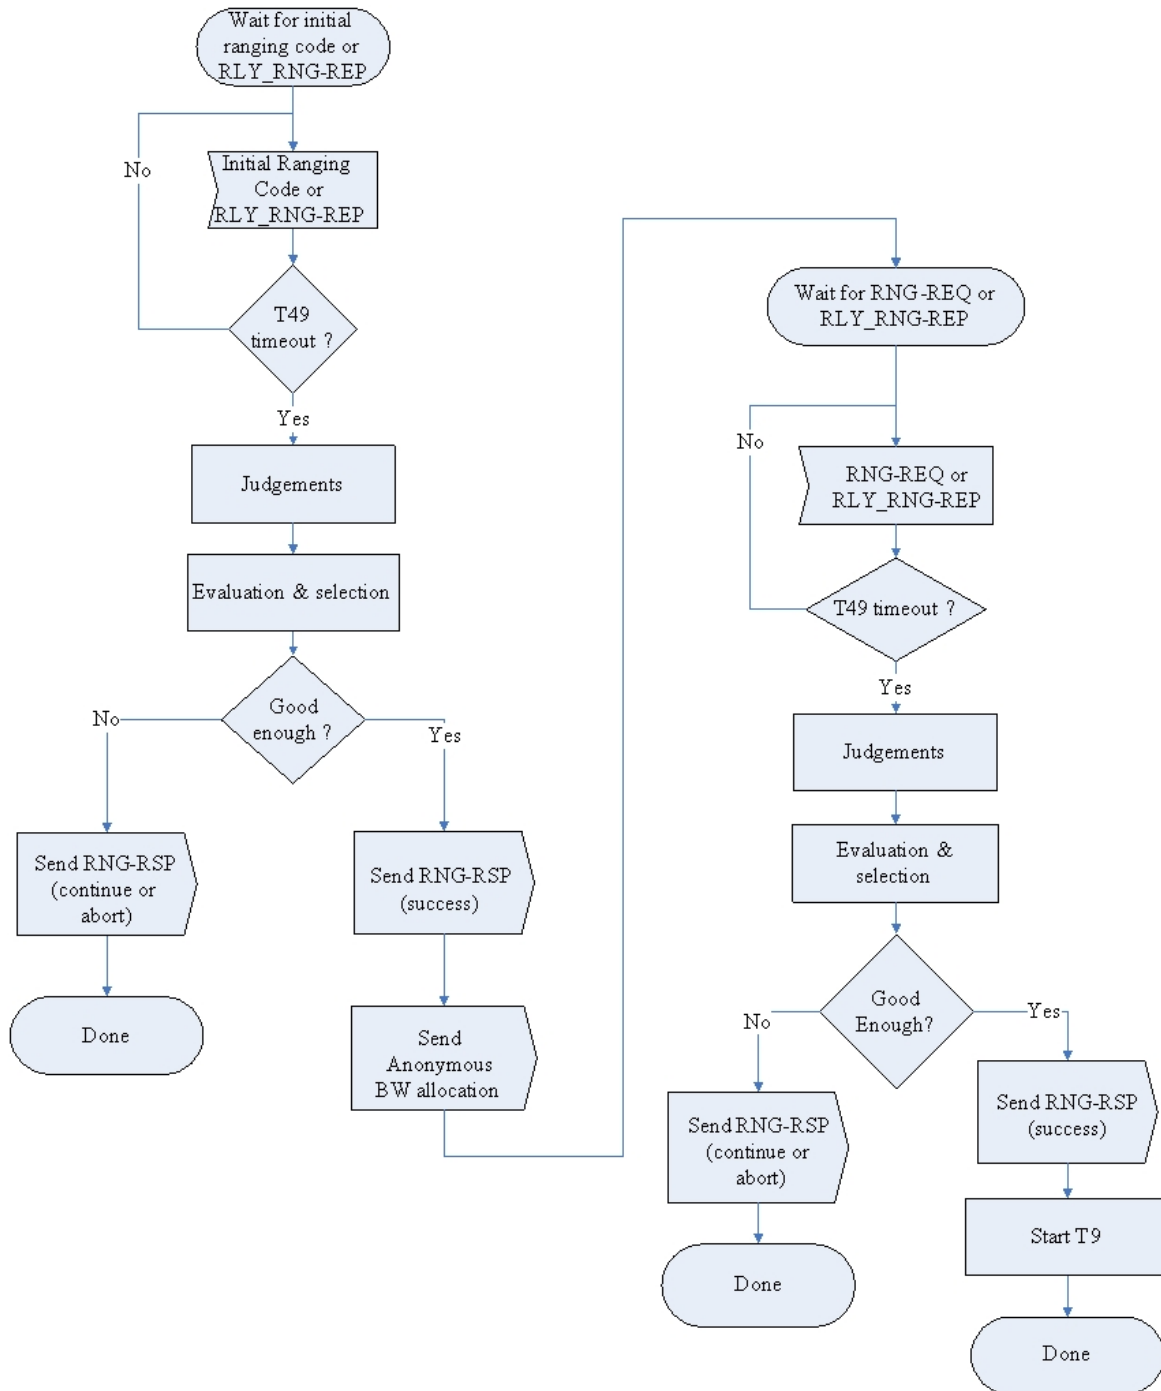 Wait for initial
ranging code or
RLY_RNG-REP
No
Initial Ranging
Code or
RLY_RNG-REP
T49
timeout ?
Yes
Judgements
Evaluation & selection
Good
enough ?
No
Yes
Send RNG-RSP
(continue or
abort)
Send RNG-RSP
(success)
Done
Send
Anonymous
BW allocation
Wait for RNG-REQ or
RLY_RNG-REP
No
RNG-REQ or
RLY_RNG-REP
T49 timeout ?
Yes
Judgements
Evaluation &
selection
Good
Enough?
No
Yes
Send RNG-RSP
(continue or
abort)
Send RNG-RSP
(success)
Start T9
Done
Done